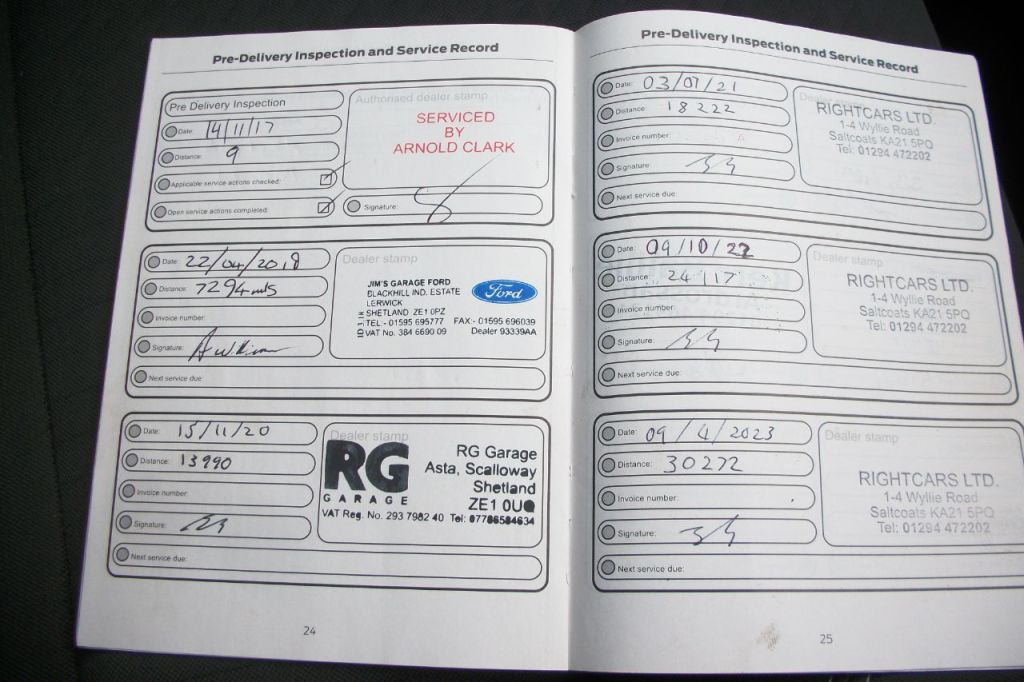 Pre-Delivery Inspection and Service Record
Pre Delivery Inspection
Date: 14/11/17
Distance: 9
Applicable service actions checked:
Open service actions completed:
Authorised dealer stamp
SERVICED
BY
ARNOLD CLARK
Signature:
Date: 22/04/2018
Distance: 7294 mls
Invoice number:
Signature:
Next service due:
Dealer stamp
JIM'S GARAGE FORD
BLACKHILL IND. ESTATE
LERWICK
SHETLAND ZE1 0PZ
TEL:- 01595 695777 FAX:- 01595 696039
VAT No. 384 6690 09 Dealer 93339AA
Ford
Date: 15/11/20
Distance: 13990
Invoice number:
Signature:
Next service due:
Dealer stamp
RG
GARAGE
RG Garage
Asta, Scalloway
Shetland
ZE1 0UQ
VAT Reg. No. 293 7982 40 Tel: 07786584634
24
Pre-Delivery Inspection and Service Record
Date: 03/07/21
Distance: 18222
Invoice number:
Signature:
Next service due:
RIGHTCARS LTD.
1-4 Wyllie Road
Saltcoats KA21 5PQ
Tel: 01294 472202
Date: 09/10/22
Distance: 24117
Invoice number:
Signature:
Next service due:
Dealer stamp
RIGHTCARS LTD.
1-4 Wyllie Road
Saltcoats KA21 5PQ
Tel: 01294 472202
Date: 09/4/2023
Distance: 30272
Invoice number:
Signature:
Next service due:
Dealer stamp
RIGHTCARS LTD.
1-4 Wyllie Road
Saltcoats KA21 5PQ
Tel: 01294 472202
25